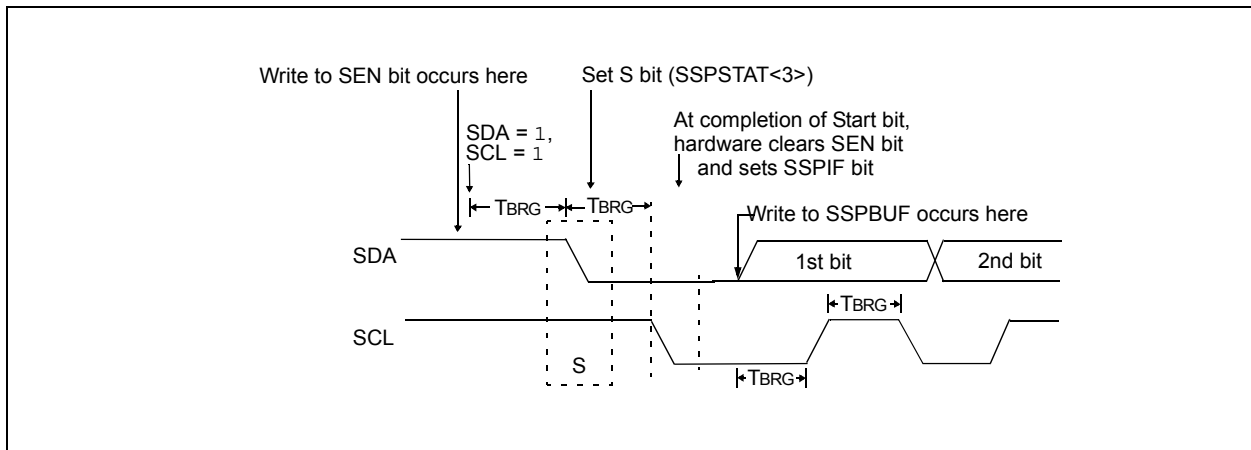 Write to SEN bit occurs here
Set S bit (SSPSTAT<3>)
SDA = 1,
SCL = 1
At completion of Start bit,
hardware clears SEN bit
and sets SSPIF bit
TBRG
TBRG
Write to SSPBUF occurs here
SDA
1st bit
2nd bit
TBRG
SCL
S
TBRG